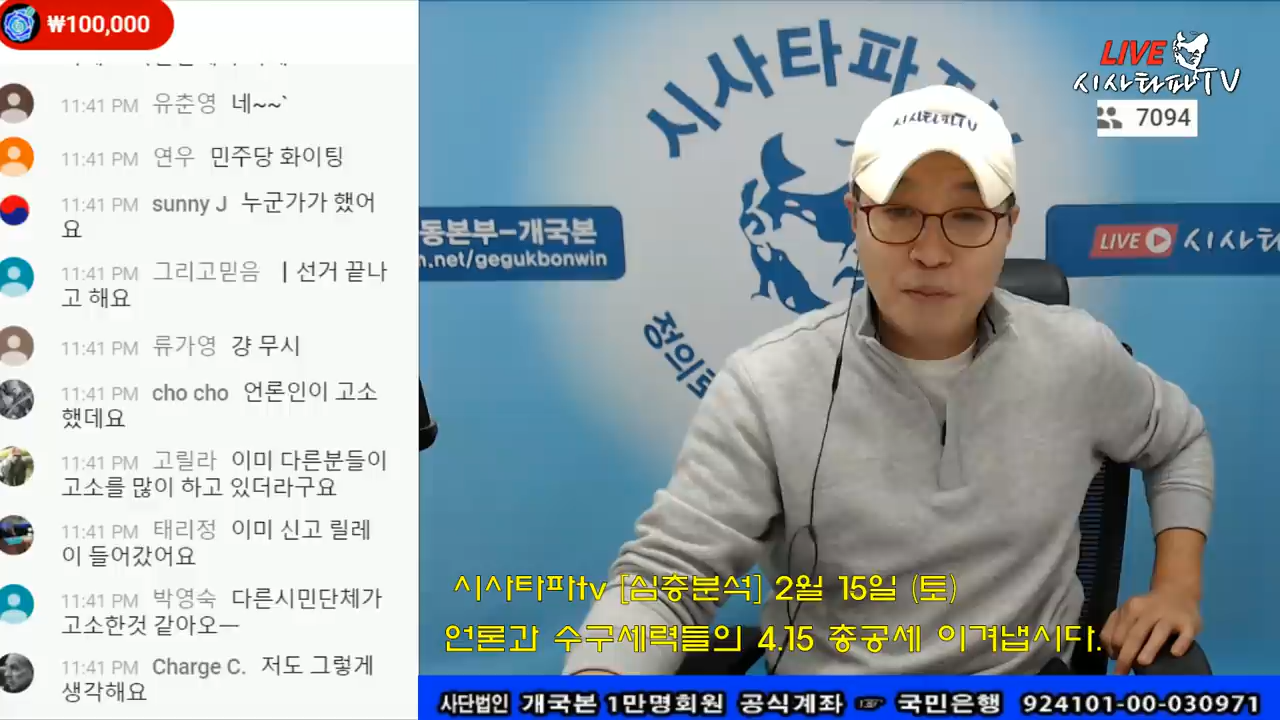 ₩100,000
11:41 PM 유춘영 네~~`
11:41 PM 연우 민주당 화이팅
11:41 PM sunny J 누군가가 했어
요
11:41 PM 그리고믿음 ㅣ선거 끝나
고 해요
11:41 PM 류가영 걍 무시
11:41 PM cho cho 언론인이 고소
했데요
11:41 PM 고릴라 이미 다른분들이
고소를 많이 하고 있더라구요
11:41 PM 태리정 이미 신고 릴레
이 들어갔어요
11:41 PM 박영숙 다른시민단체가
고소한것 같아오ㅡ
11:41 PM Charge C. 저도 그렇게
생각해요
시사타파
정의
동본부-개국본
n.net/gegukbonwin
시사타파TV
LIVE
시사타파TV
7094
LIVE 시사타
시사타파tv [심층분석] 2월 15일 (토)
언론과 수구세력들의 4.15 총공세 이겨냅시다.
사단법인 개국본 1만명회원 공식계좌 ☞ 국민은행 924101-00-030971